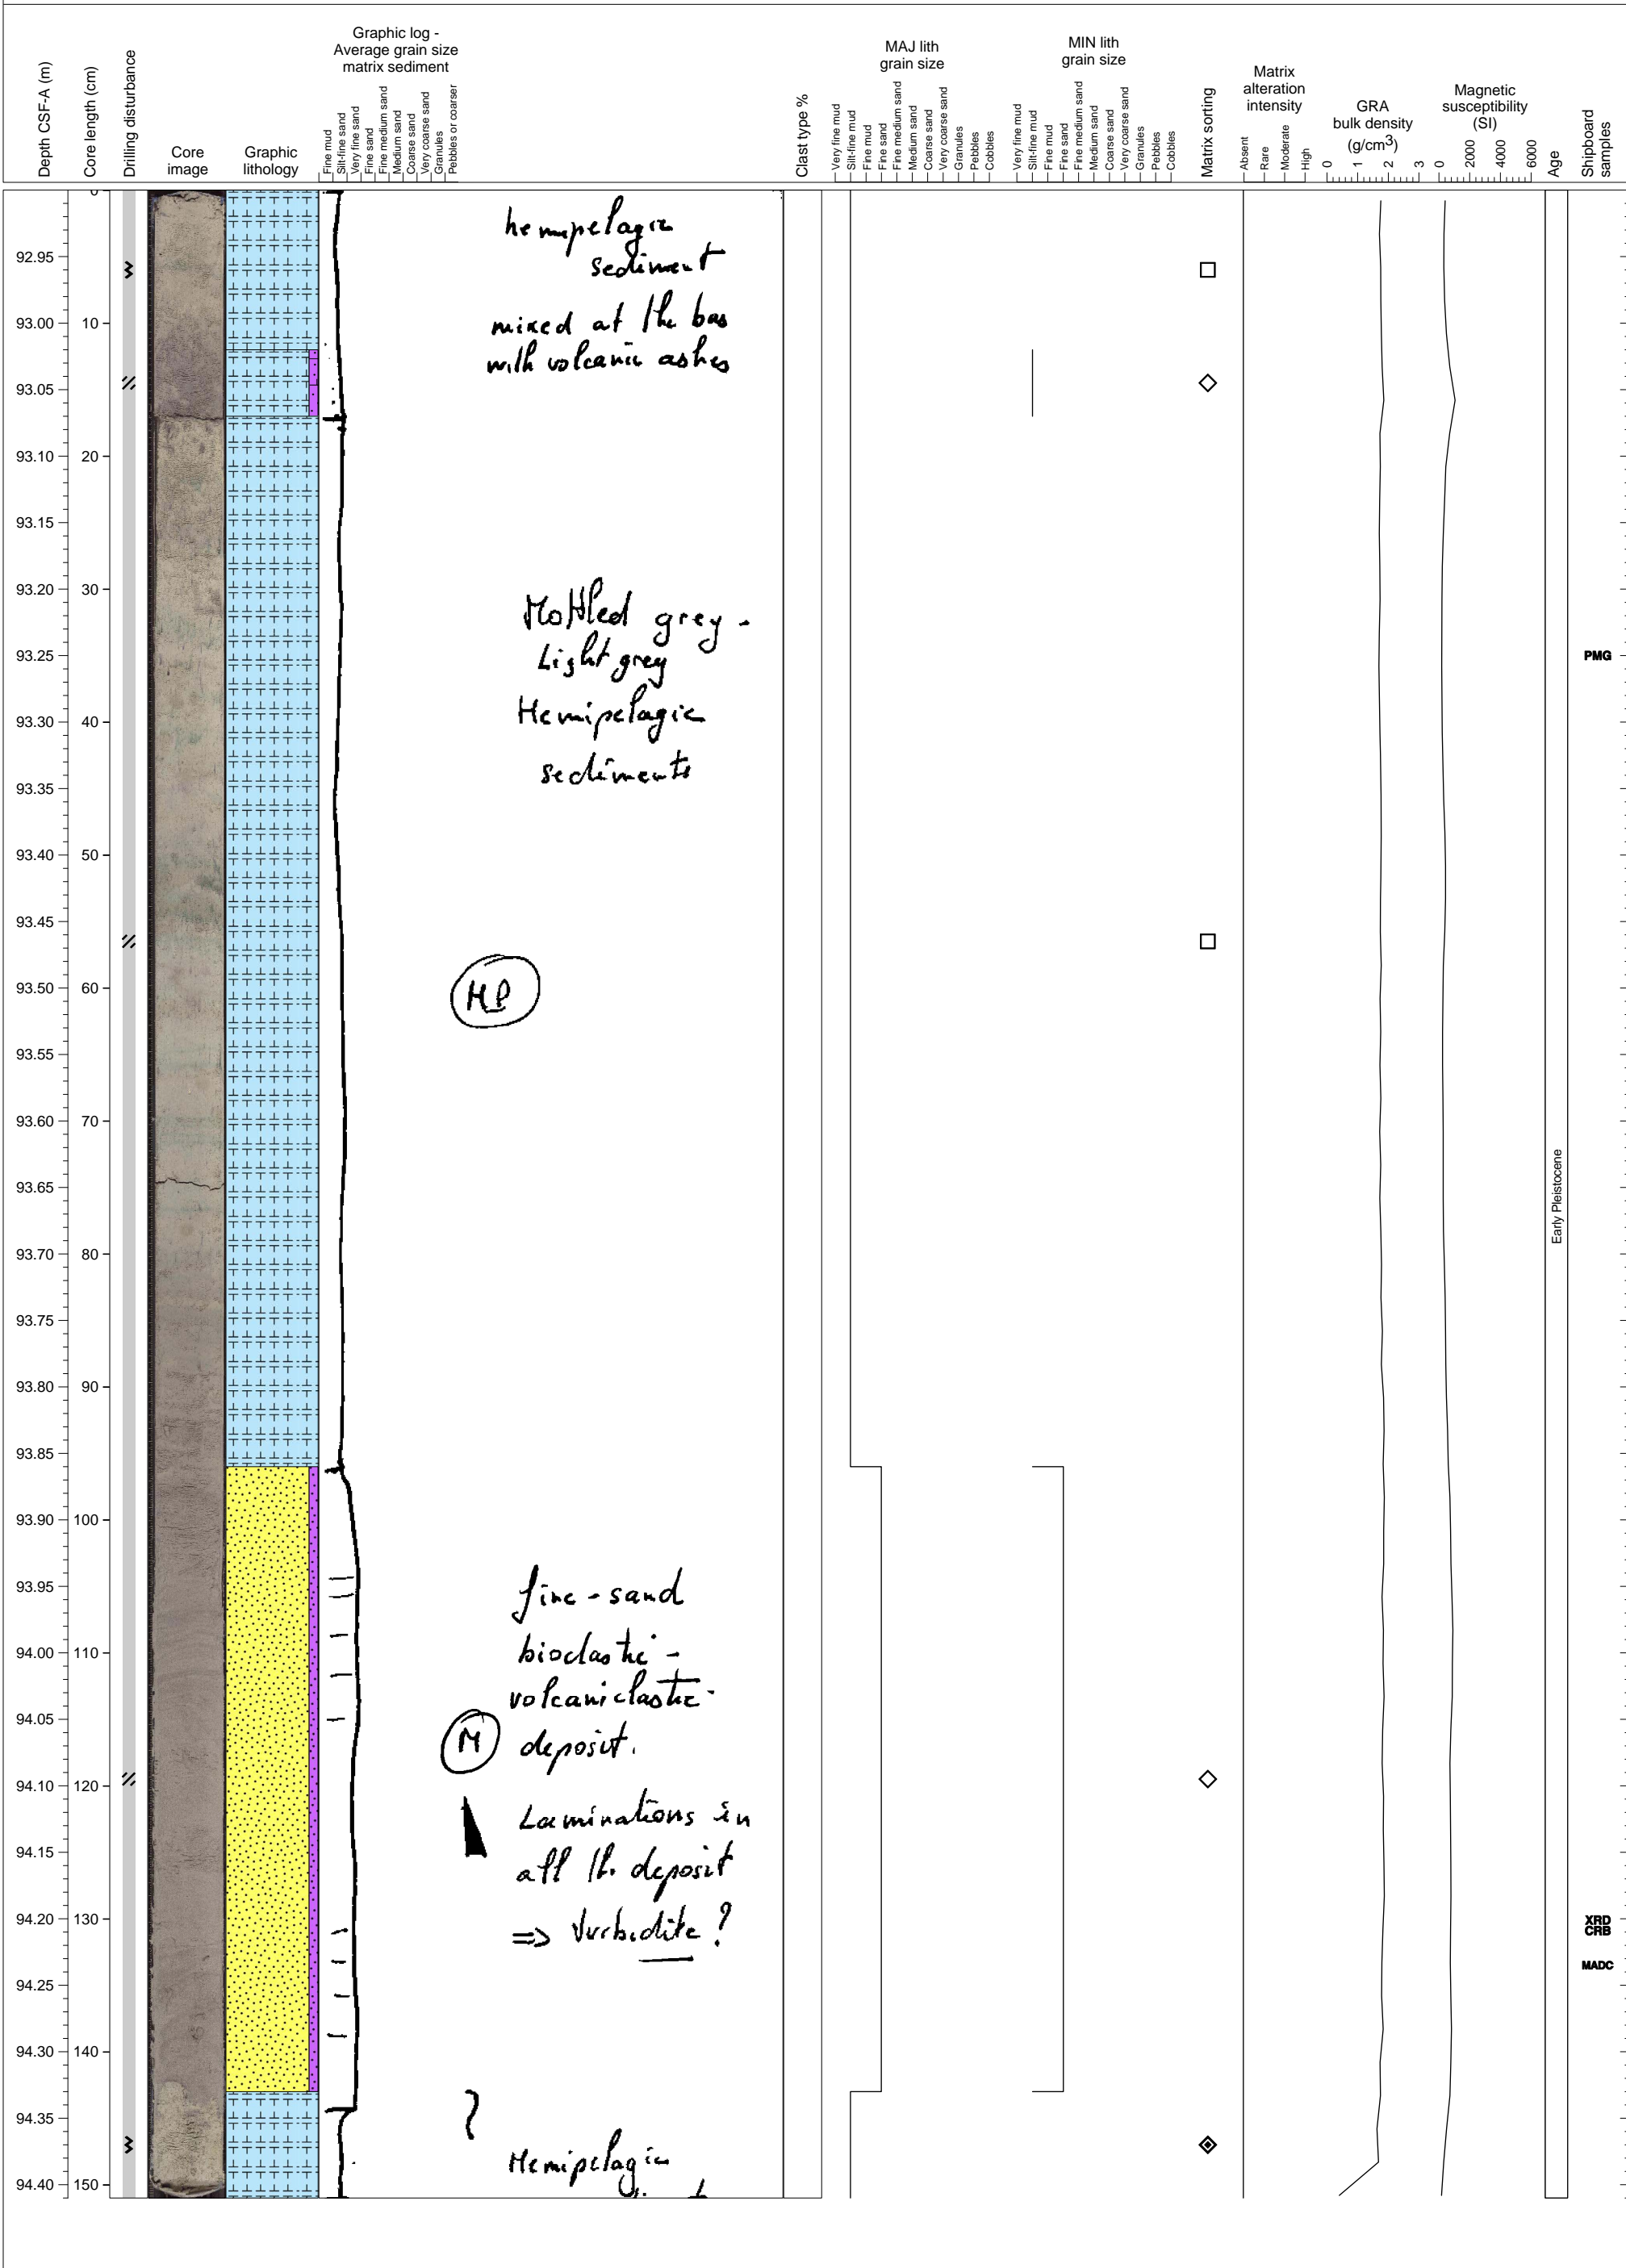 Depth CSF-A (m)
Core length (cm)
Drilling disturbance
Core
image
Graphic
lithology
Graphic log -
Average grain size
matrix sediment
Fine mud
Silt-fine sand
Very fine sand
Fine sand
Fine medium sand
Medium sand
Coarse sand
Very coarse sand
Granules
Pebbles or coarser
Clast type %
MAJ lith
grain size
Very fine mud
Silt-fine mud
Fine mud
Fine sand
Fine medium sand
Medium sand
Coarse sand
Very coarse sand
Granules
Pebbles
Cobbles
MIN lith
grain size
Very fine mud
Silt-fine mud
Fine mud
Fine sand
Fine medium sand
Medium sand
Coarse sand
Very coarse sand
Granules
Pebbles
Cobbles
Matrix sorting
Matrix
alteration
intensity
Absent
Rare
Moderate
High
GRA
bulk density
(g/cm3)
0 1 2 3
Magnetic
susceptibility
(SI)
0 2000 4000 6000
Age
Shipboard
samples
0
92.95
93.00 10
93.05
93.10 20
93.15
93.20 30
93.25
93.30 40
93.35
93.40 50
93.45
93.50 60
93.55
93.60 70
93.65
93.70 80
93.75
93.80 90
93.85
93.90 100
93.95
94.00 110
94.05
94.10 120
94.15
94.20 130
94.25
94.30 140
94.35
94.40 150
hemipelagic
sediment
mixed at the bas
with volcanic ashes
Mottled grey -
Light grey
Hemipelagic
sediments
HP
fine-sand
bioclastic -
volcaniclastic-
deposit.
M
Laminations in
all the deposit
=> turbidite ?
Hemipelagic
Early Pleistocene
PMG
XRD
CRB
MADC